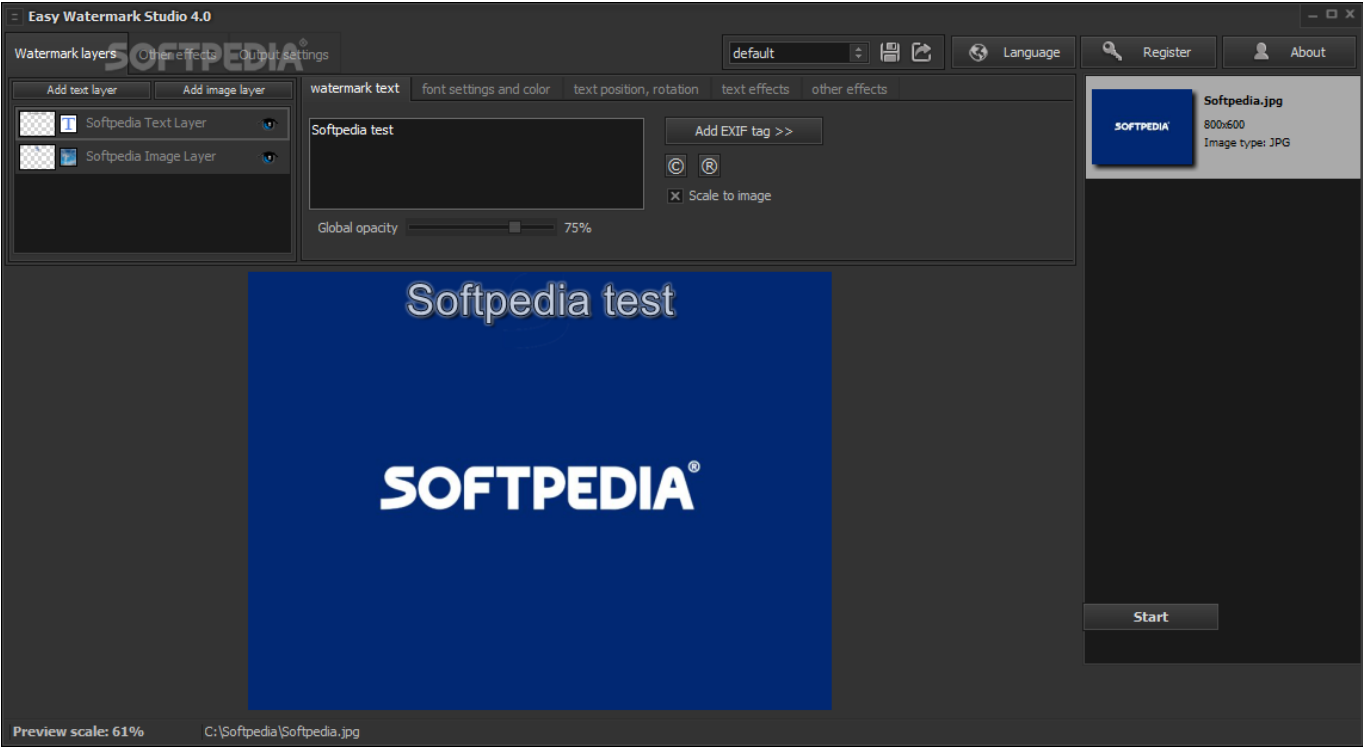 Easy Watermark Studio 4.0
Watermark layers Other effects Output settings
SOFTPEDIA®
default Language Register About
Add text layer Add image layer
Softpedia Text Layer
Softpedia Image Layer
watermark text font settings and color text position, rotation text effects other effects
Softpedia test
Add EXIF tag >>
© ®
Scale to image
Global opacity 75%
SOFTPEDIA
Softpedia.jpg
800x600
Image type: JPG
Softpedia test
SOFTPEDIA®
Start
Preview scale: 61% C:\Softpedia\Softpedia.jpg